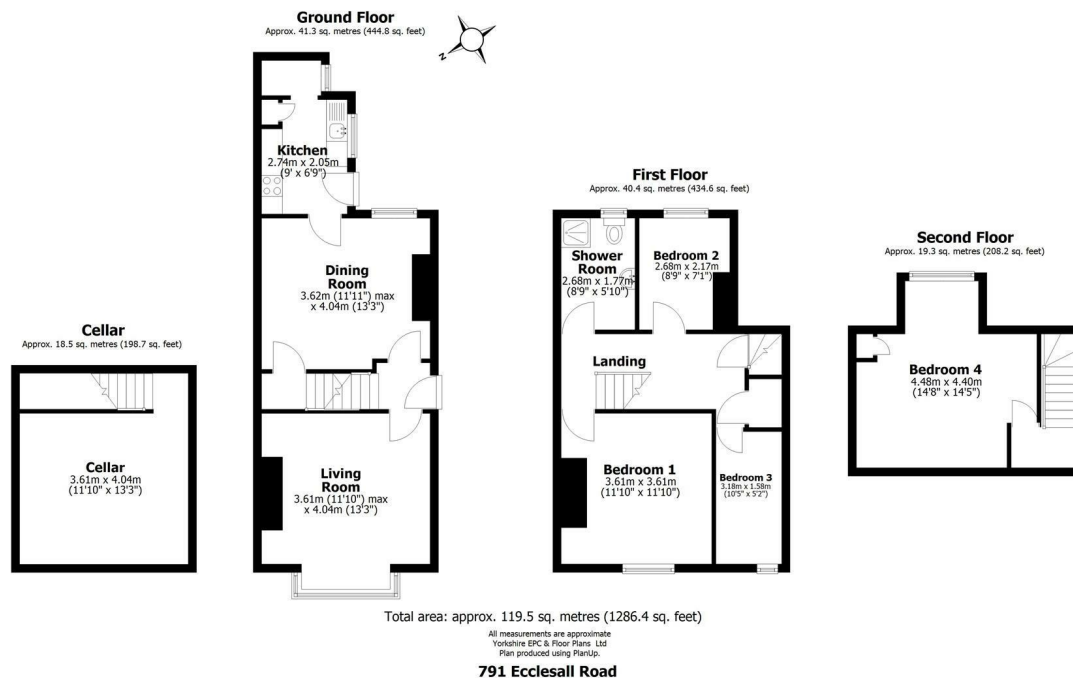 Ground Floor
Approx. 41.3 sq. metres (444.8 sq. feet)
N
Kitchen
2.74m x 2.05m
(9' x 6'9")
Dining
Room
3.62m (11'11") max
x 4.04m (13'3")
Living
Room
3.61m (11'10") max
x 4.04m (13'3")
Cellar
Approx. 18.5 sq. metres (198.7 sq. feet)
Cellar
3.61m x 4.04m
(11'10" x 13'3")
First Floor
Approx. 40.4 sq. metres (434.6 sq. feet)
Shower
Room
2.68m x 1.77m
(8'9" x 5'10")
Bedroom 2
2.68m x 2.17m
(8'9" x 7'1")
Landing
Bedroom 1
3.61m x 3.61m
(11'10" x 11'10")
Bedroom 3
3.18m x 1.58m
(10'5" x 5'2")
Second Floor
Approx. 19.3 sq. metres (208.2 sq. feet)
Bedroom 4
4.48m x 4.40m
(14'8" x 14'5")
Total area: approx. 119.5 sq. metres (1286.4 sq. feet)
All measurements are approximate
Yorkshire EPC & Floor Plans Ltd
Plan produced using PlanUp.
791 Ecclesall Road